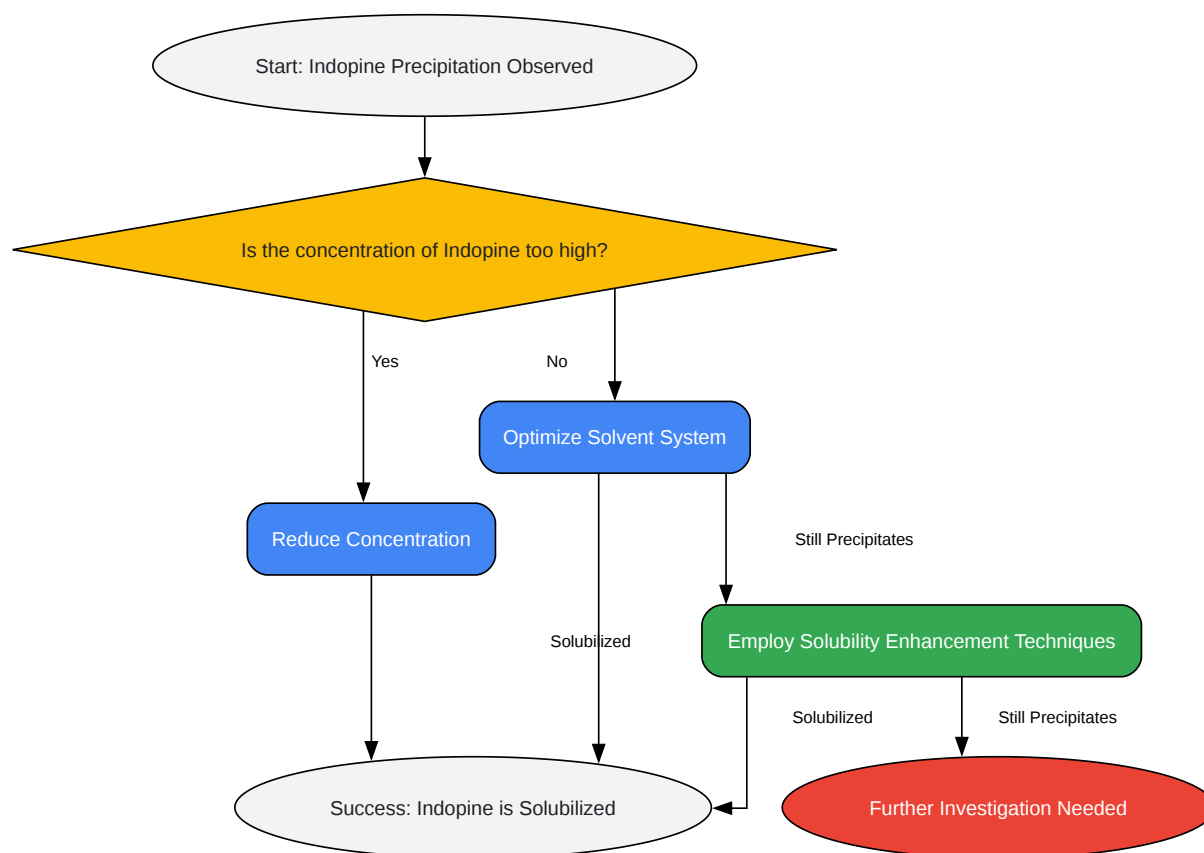 Start: Indopine Precipitation Observed
Is the concentration of Indopine too high?
Yes
No
Optimize Solvent System
Reduce Concentration
Still Precipitates
Solubilized
Employ Solubility Enhancement Techniques
Solubilized
Still Precipitates
Success: Indopine is Solubilized
Further Investigation Needed